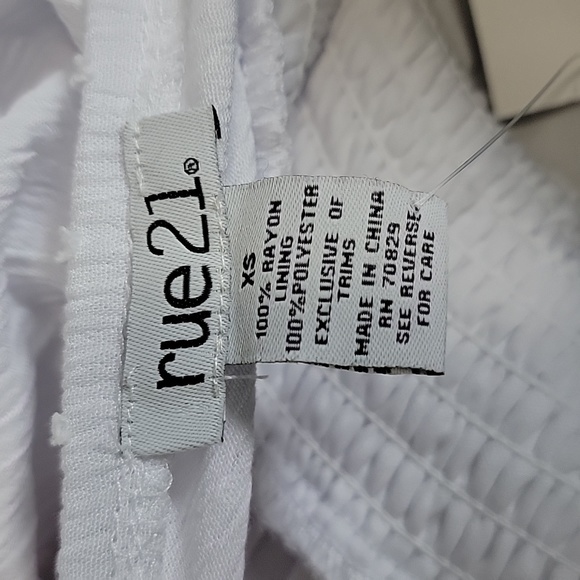 rue21®
XS
100% RAYON
LINING
100%POLYESTER
EXCLUSIVE OF
TRIMS
MADE IN CHINA
RN 70829
SEE REVERSE
FOR CARE